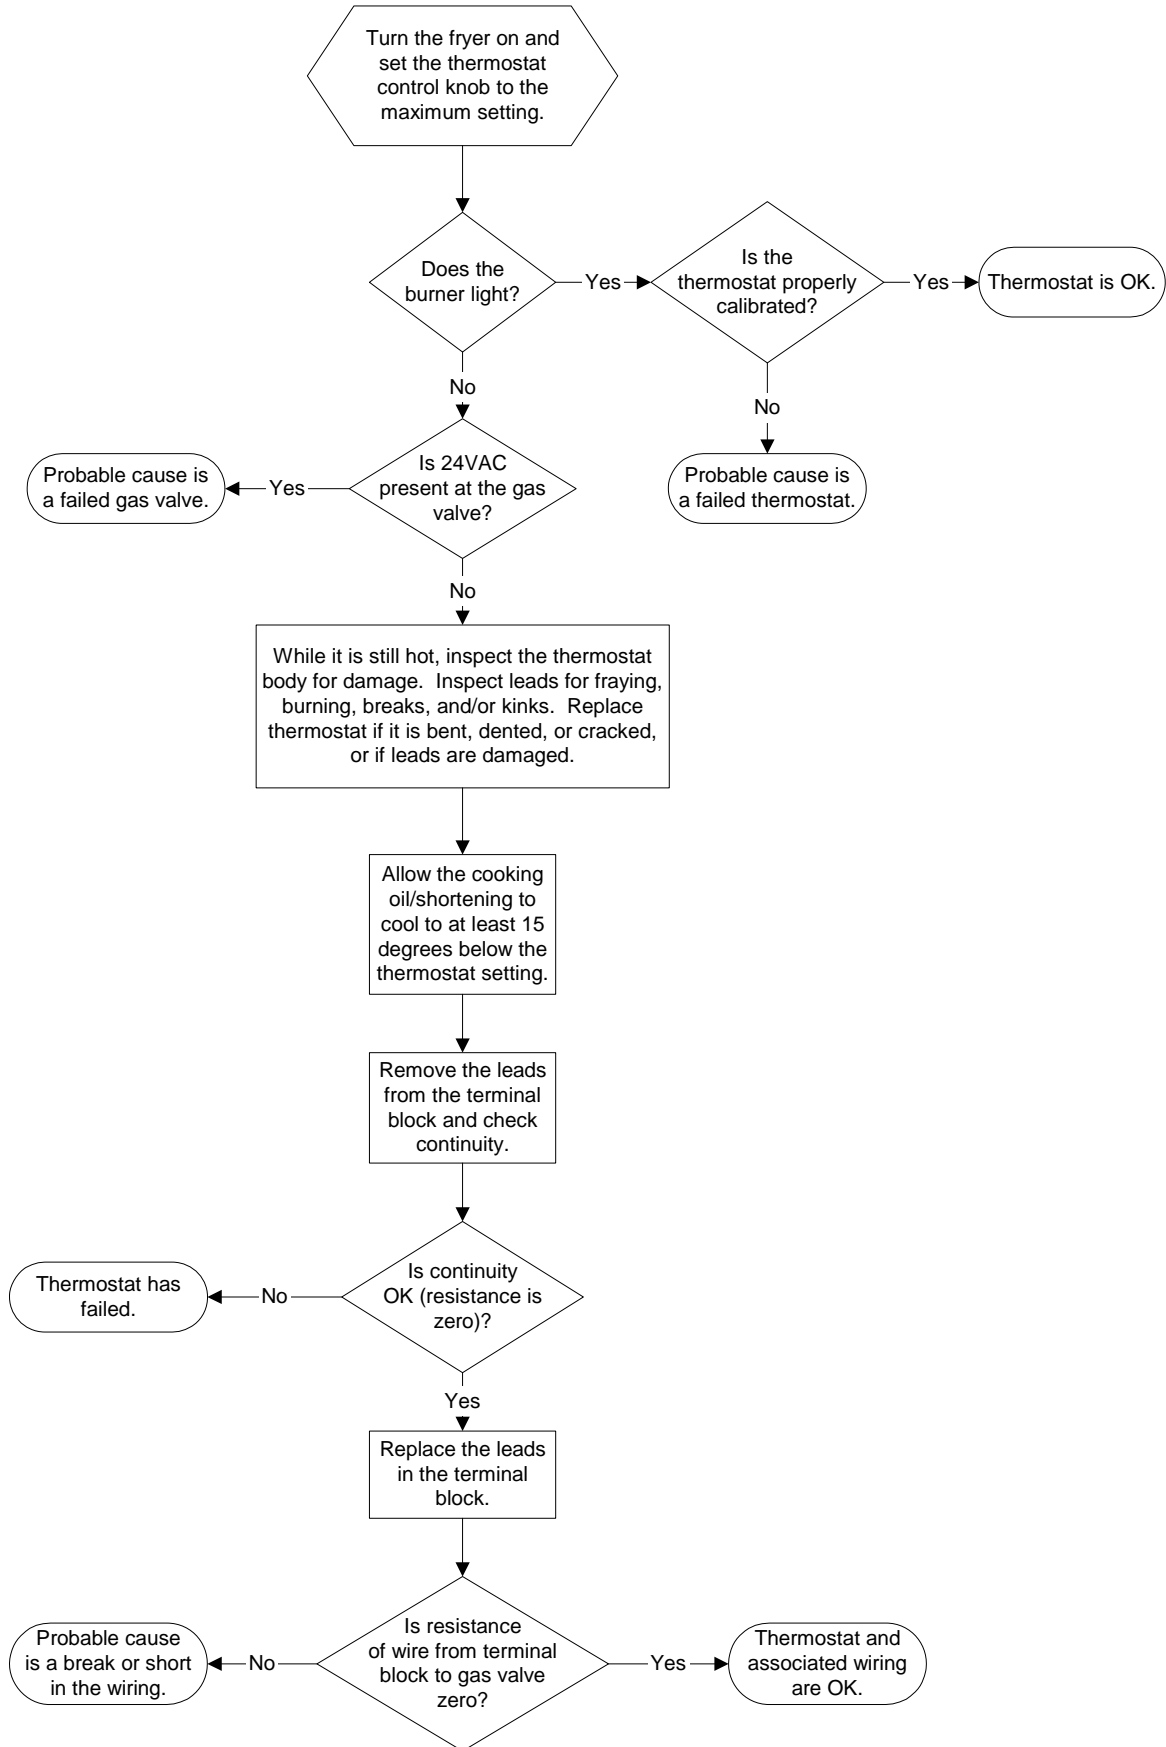 Turn the fryer on and
set the thermostat
control knob to the
maximum setting.
Does the
burner light?
Yes
Is the
thermostat properly
calibrated?
Yes
Thermostat is OK.
No
No
Probable cause is
a failed gas valve.
Yes
Is 24VAC
present at the gas
valve?
Probable cause is
a failed thermostat.
No
While it is still hot, inspect the thermostat
body for damage.  Inspect leads for fraying,
burning, breaks, and/or kinks.  Replace
thermostat if it is bent, dented, or cracked,
or if leads are damaged.
Allow the cooking
oil/shortening to
cool to at least 15
degrees below the
thermostat setting.
Remove the leads
from the terminal
block and check
continuity.
Thermostat has
failed.
No
Is continuity
OK (resistance is
zero)?
Yes
Replace the leads
in the terminal
block.
Probable cause
is a break or short
in the wiring.
No
Is resistance
of wire from terminal
block to gas valve
zero?
Yes
Thermostat and
associated wiring
are OK.